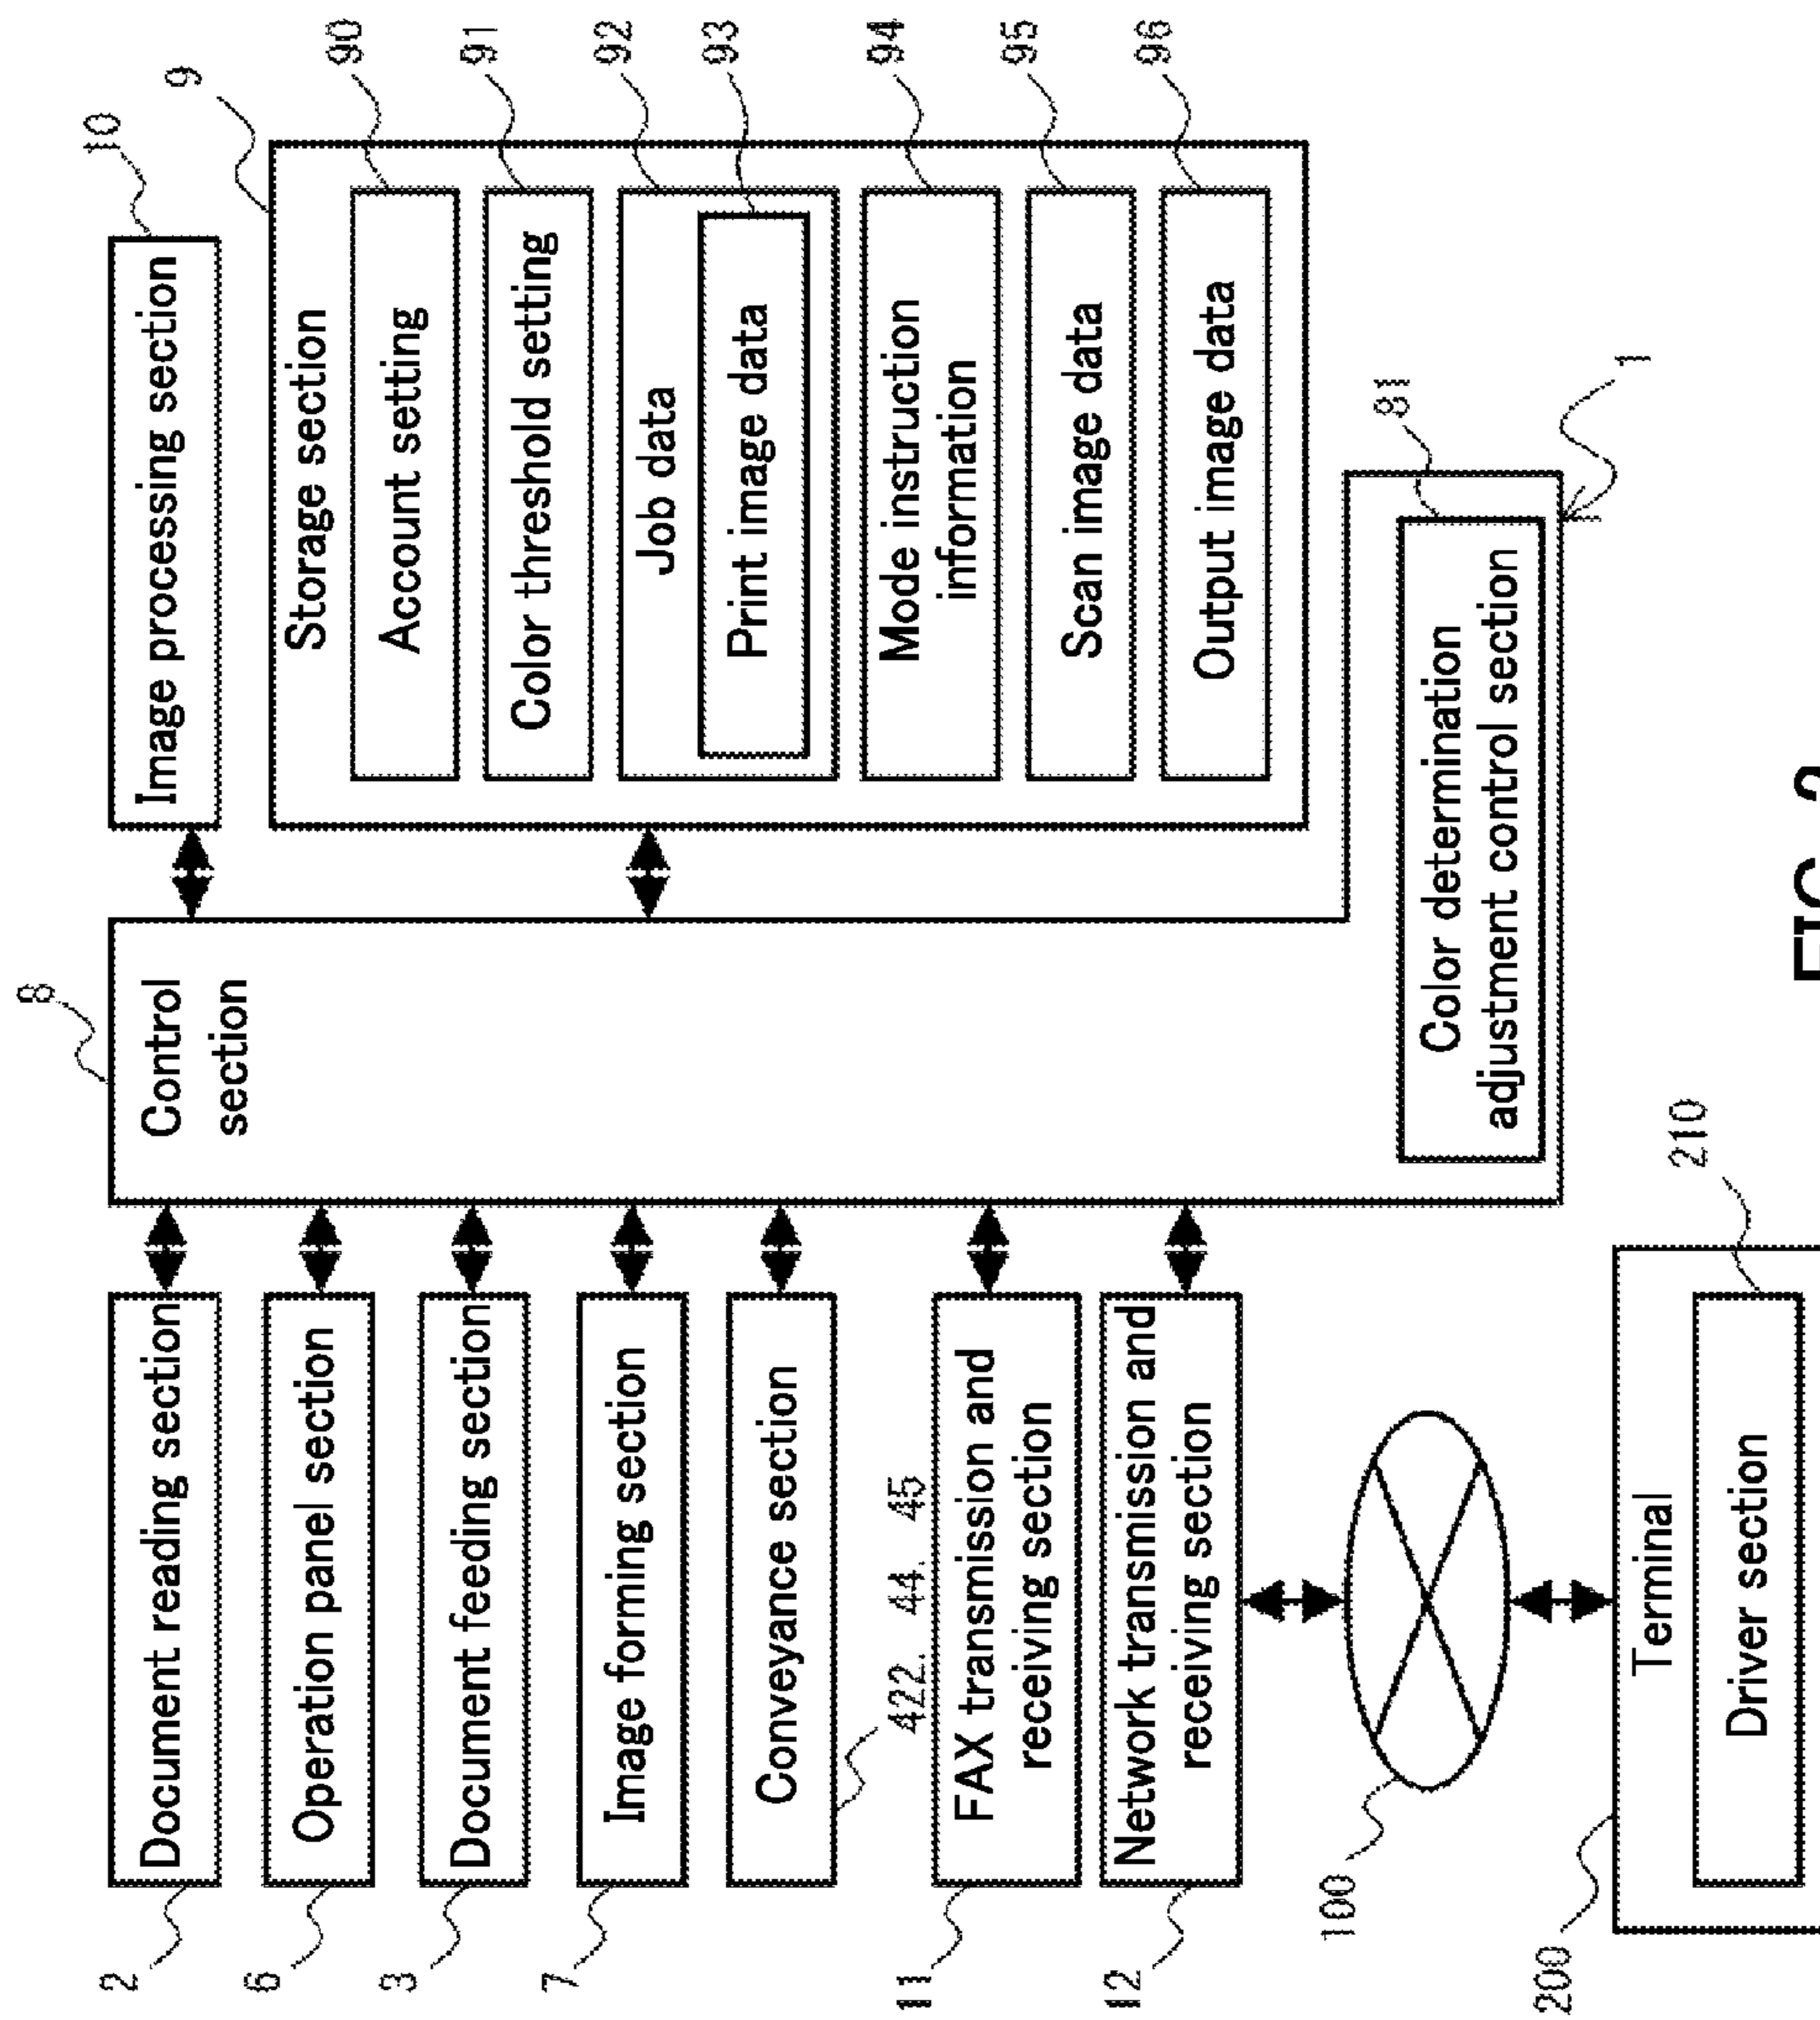 8
Control
section
2
Document reading section
6
Operation panel section
3
Document feeding section
7
Image forming section
Conveyance section
422. 44. 45
11
FAX transmission and
receiving section
12
Network transmission and
receiving section
100
200
Terminal
210
Driver section
10
Image processing section
9
Storage section
90
Account setting
91
Color threshold setting
92
Job data
93
Print image data
94
Mode instruction
information
95
Scan image data
96
Output image data
81
Color determination
adjustment control section
1